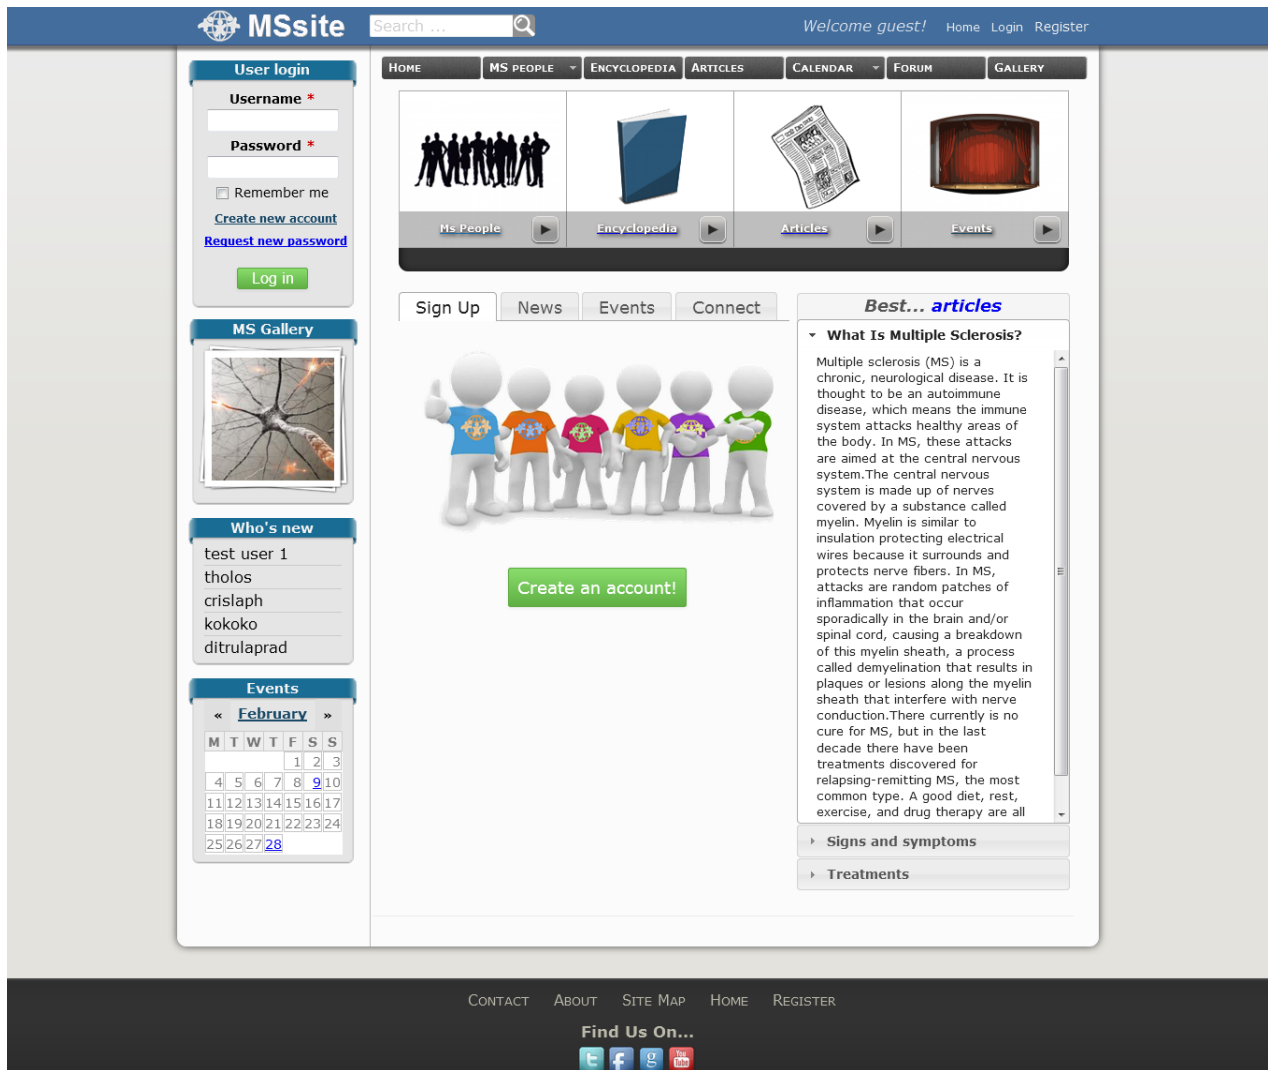 MSsite
Search ...
Welcome guest!
Home
Login
Register
User login
Username *
Password *
Remember me
Create new account
Request new password
Log in
MS Gallery
Who's new
test user 1
tholos
crislaph
kokoko
ditrulaprad
Events
« February »
M T W T F S S
1 2 3
4 5 6 7 8 9 10
11 12 13 14 15 16 17
18 19 20 21 22 23 24
25 26 27 28
Home
MS people
Encyclopedia
Articles
Calendar
Forum
Gallery
Ms People
Encyclopedia
Articles
Events
Sign Up
News
Events
Connect
Create an account!
Best... articles
What Is Multiple Sclerosis?
Multiple sclerosis (MS) is a
chronic, neurological disease. It is
thought to be an autoimmune
disease, which means the immune
system attacks healthy areas of
the body. In MS, these attacks
are aimed at the central nervous
system.The central nervous
system is made up of nerves
covered by a substance called
myelin. Myelin is similar to
insulation protecting electrical
wires because it surrounds and
protects nerve fibers. In MS,
attacks are random patches of
inflammation that occur
sporadically in the brain and/or
spinal cord, causing a breakdown
of this myelin sheath, a process
called demyelination that results in
plaques or lesions along the myelin
sheath that interfere with nerve
conduction.There currently is no
cure for MS, but in the last
decade there have been
treatments discovered for
relapsing-remitting MS, the most
common type. A good diet, rest,
exercise, and drug therapy are all
Signs and symptoms
Treatments
Contact
About
Site Map
Home
Register
Find Us On...
t f g You Tube